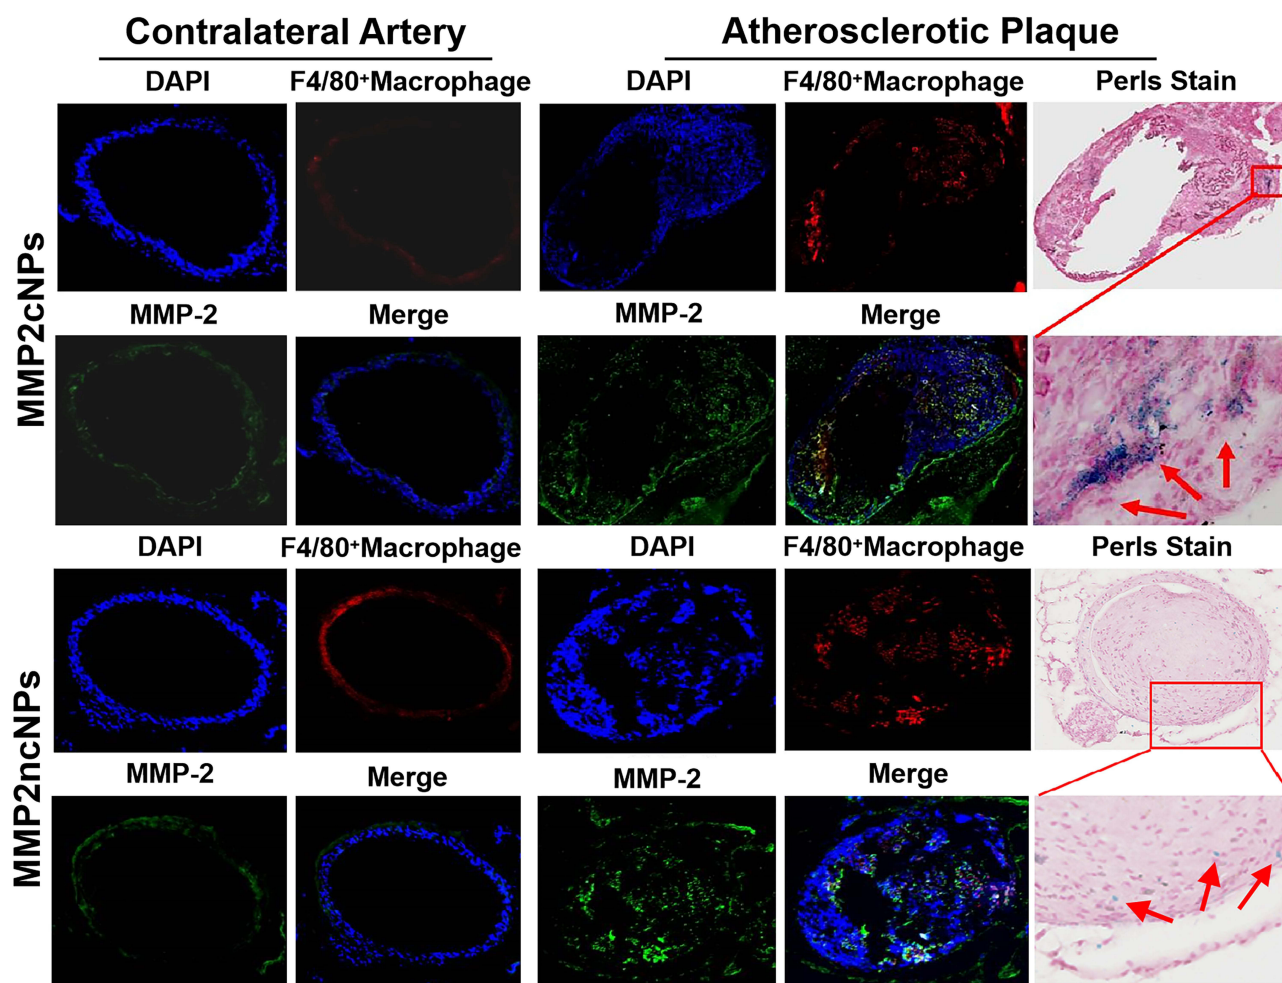 Contralateral Artery
Atherosclerotic Plaque
MMP2cNPs
DAPI
F4/80⁺Macrophage
DAPI
F4/80⁺Macrophage
Perls Stain
MMP-2
Merge
MMP-2
Merge
MMP2ncNPs
DAPI
F4/80⁺Macrophage
DAPI
F4/80⁺Macrophage
Perls Stain
MMP-2
Merge
MMP-2
Merge